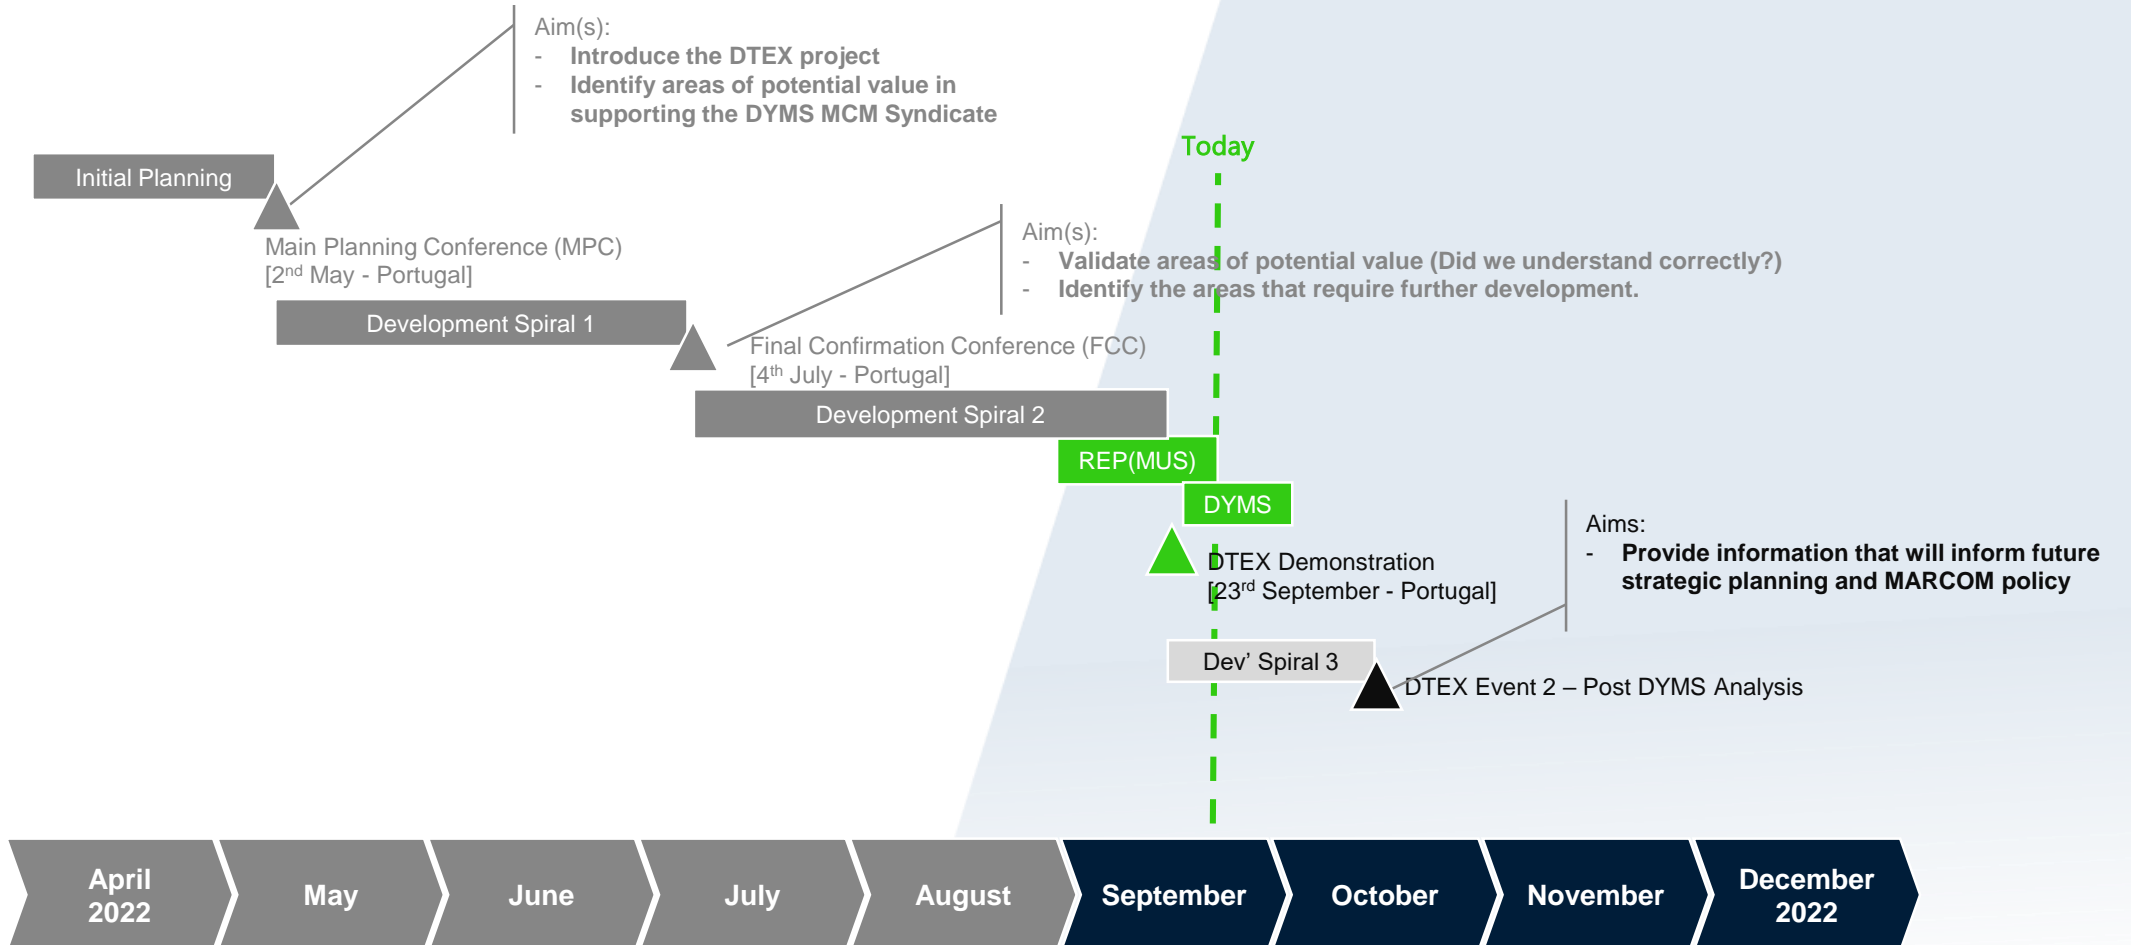 Aim(s):
- Introduce the DTEX project
- Identify areas of potential value in
supporting the DYMS MCM Syndicate
Today
Initial Planning
Main Planning Conference (MPC)
[2nd May - Portugal]
Aim(s):
- Validate areas of potential value (Did we understand correctly?)
- Identify the areas that require further development.
Development Spiral 1
Final Confirmation Conference (FCC)
[4th July - Portugal]
Development Spiral 2
REP(MUS)
DYMS
DTEX Demonstration
[23rd September - Portugal]
Aims:
- Provide information that will inform future
strategic planning and MARCOM policy
Dev’ Spiral 3
DTEX Event 2 – Post DYMS Analysis
April
2022
May
June
July
August
September
October
November
December
2022